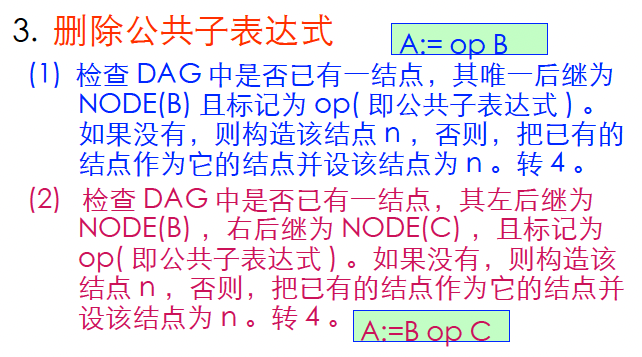 3. 删除公共子表达式
A:= op B
(1) 检查 DAG 中是否已有一结点，其唯一后继为
NODE(B) 且标记为 op( 即公共子表达式 ) 。
如果没有，则构造该结点 n ，否则，把已有的
结点作为它的结点并设该结点为 n 。转 4 。
(2) 检查 DAG 中是否已有一结点，其左后继为
NODE(B) ，右后继为 NODE(C) ，且标记为
op( 即公共子表达式 ) 。如果没有，则构造该
结点 n ，否则，把已有的结点作为它的结点并
设该结点为 n 。转 4 。
A:=B op C